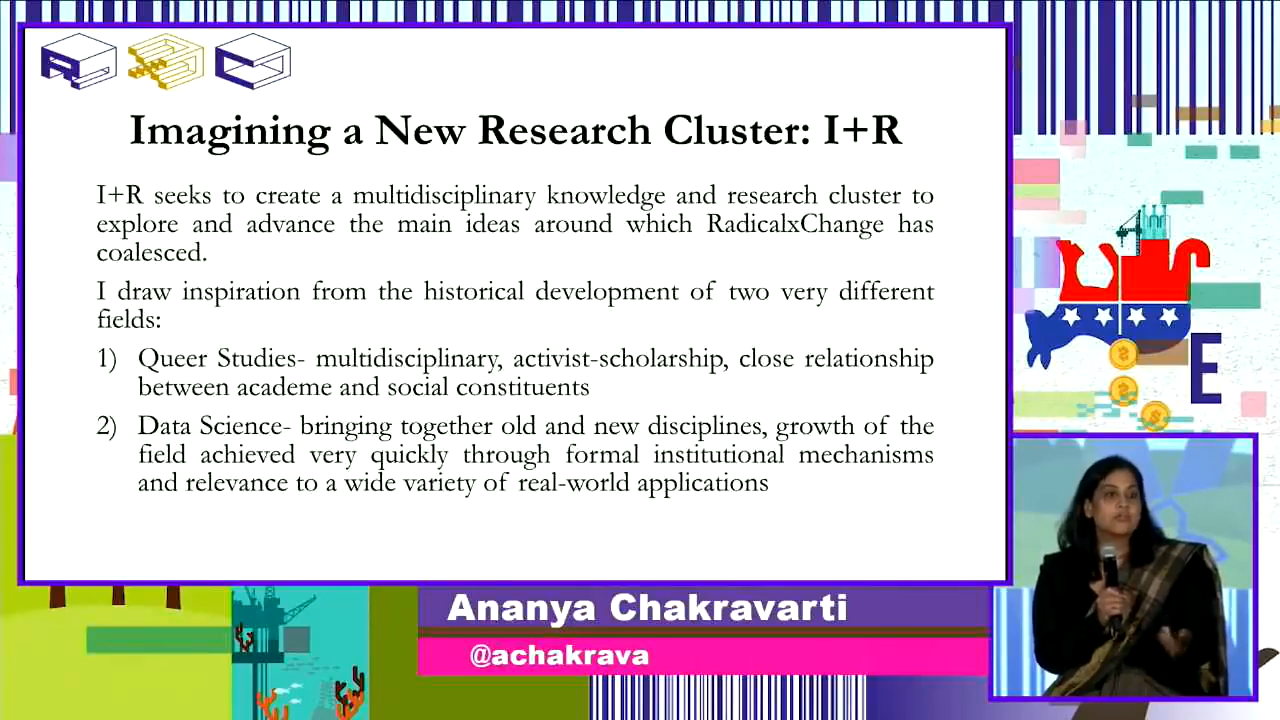 RXC
Imagining a New Research Cluster: I+R
I+R seeks to create a multidisciplinary knowledge and research cluster to
explore and advance the main ideas around which RadicalxChange has
coalesced.
I draw inspiration from the historical development of two very different
fields:
1) Queer Studies- multidisciplinary, activist-scholarship, close relationship
between academe and social constituents
2) Data Science- bringing together old and new disciplines, growth of the
field achieved very quickly through formal institutional mechanisms
and relevance to a wide variety of real-world applications
E
Ananya Chakravarti
@achakrava